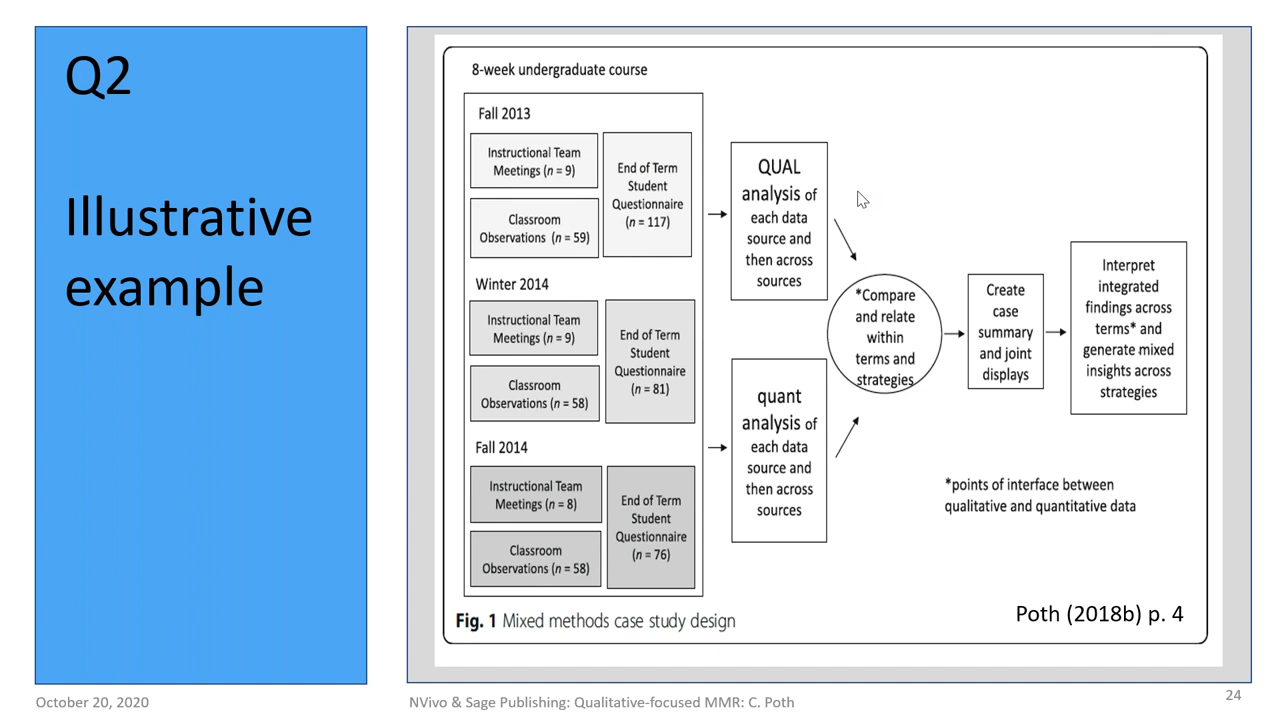 Q2
Illustrative
example
8-week undergraduate course
Fall 2013
Instructional Team
Meetings (n = 9)
Classroom
Observations (n = 59)
End of Term
Student
Questionnaire
(n = 117)
Winter 2014
Instructional Team
Meetings (n = 9)
Classroom
Observations (n = 58)
End of Term
Student
Questionnaire
(n = 81)
Fall 2014
Instructional Team
Meetings (n = 8)
Classroom
Observations (n = 58)
End of Term
Student
Questionnaire
(n = 76)
QUAL
analysis of
each data
source and
then across
sources
quant
analysis of
each data
source and
then across
sources
*Compare
and relate
within
terms and
strategies
Create
case
summary
and joint
displays
Interpret
integrated
findings across
terms* and
generate mixed
insights across
strategies
*points of interface between
qualitative and quantitative data
Fig. 1 Mixed methods case study design
Poth (2018b) p. 4
October 20, 2020
NVivo & Sage Publishing: Qualitative-focused MMR: C. Poth
24